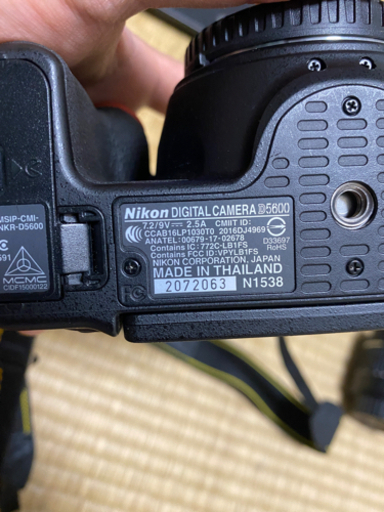 Nikon DIGITAL CAMERA D5600
7.2/9V ⎓ 2.5A CMIIT ID:
CCAB16LP1030T0 2016DJ4969
ANATEL: 00679-17-02678
Contains IC: 772C-LB1FS
Contains FCC ID: VPYLB1FS
NIKON CORPORATION, JAPAN
MADE IN THAILAND
2072063 N1538
D33697
RoHS
MSIP-CMI-
NKR-D5600
591
MCMC
CIDF15000122